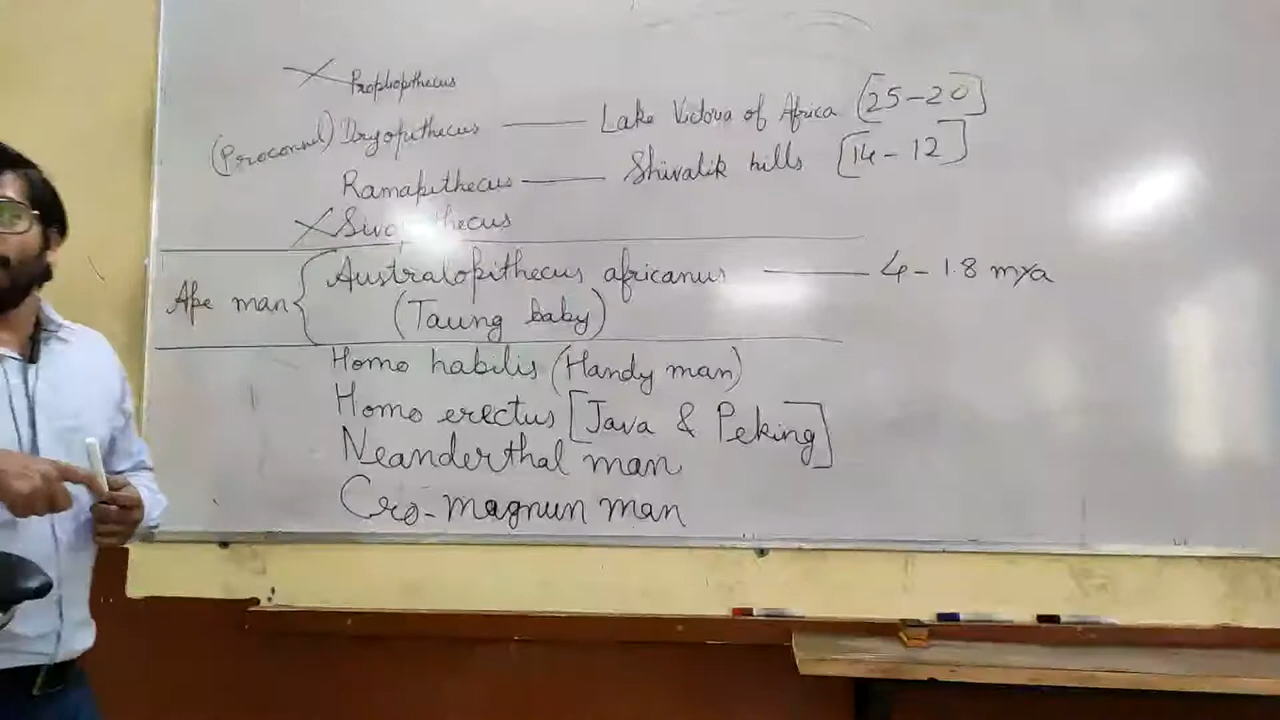 X Propliopithecus
(Proconsul) Dryopithecus —— Lake Victoria of Africa [25-20]
Ramapithecus —— Shivalik hills [14-12]
X
Ape man { Australopithecus africanus —— 4-1.8 mya
(Taung baby)
Homo habilis (Handy man)
Homo erectus [Java & Peking]
Neanderthal man
Cro-magnun man